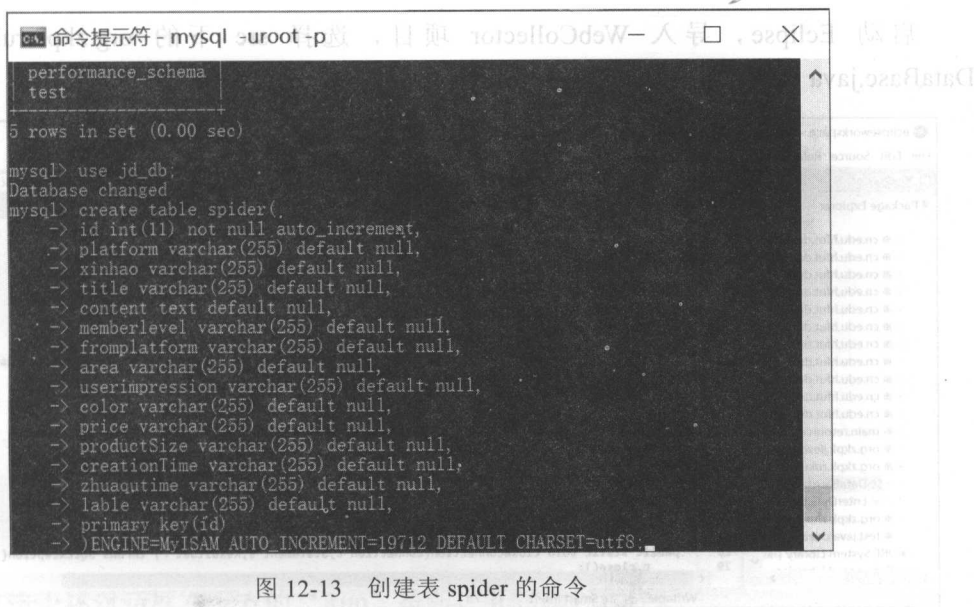 命令提示符 - mysql -uroot -p
performance_schema
test
5 rows in set (0.00 sec)
mysql> use jd_db;
Database changed
mysql> create table spider(
-> id int(11) not null auto_increment,
-> platform varchar(255) default null,
-> xinhao varchar(255) default null,
-> title varchar(255) default null,
-> content text default null,
-> memberlevel varchar(255) default null,
-> fromplatform varchar(255) default null,
-> area varchar(255) default null,
-> userimpression varchar(255) default null,
-> color varchar(255) default null,
-> price varchar(255) default null,
-> productSize varchar(255) default null,
-> creationTime varchar(255) default null,
-> zhuaqutime varchar(255) default null,
-> lable varchar(255) default null,
-> primary key(id)
-> )ENGINE=MyISAM AUTO_INCREMENT=19712 DEFAULT CHARSET=utf8;
图 12-13 创建表 spider 的命令